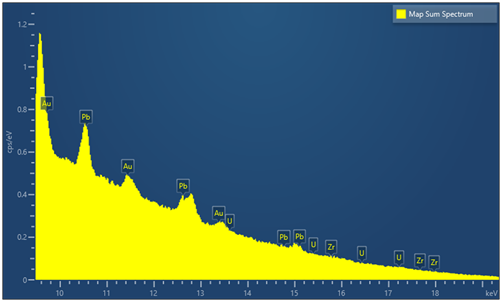 Map Sum Spectrum
1.2
1
0.8
0.6
0.4
0.2
0
cps/eV
Au
Pb
Au
Pb
Au
U
Pb
Pb
U
Zr
U
U
Zr
Zr
10
11
12
13
14
15
16
17
18
keV